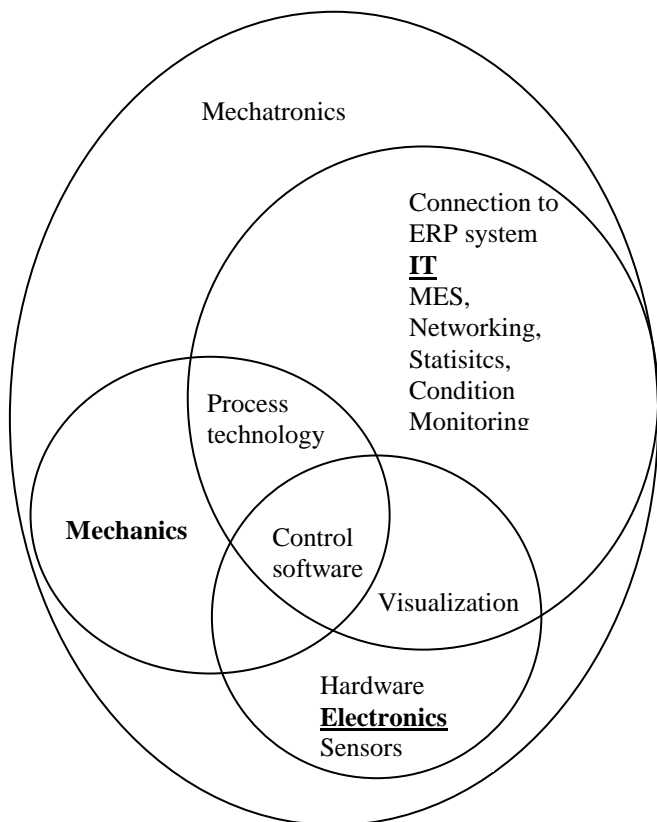 Mechatronics
Connection to
ERP system
IT
MES,
Networking,
Statisitcs,
Condition
Monitoring
Process
technology
Mechanics
Control
software
Visualization
Hardware
Electronics
Sensors